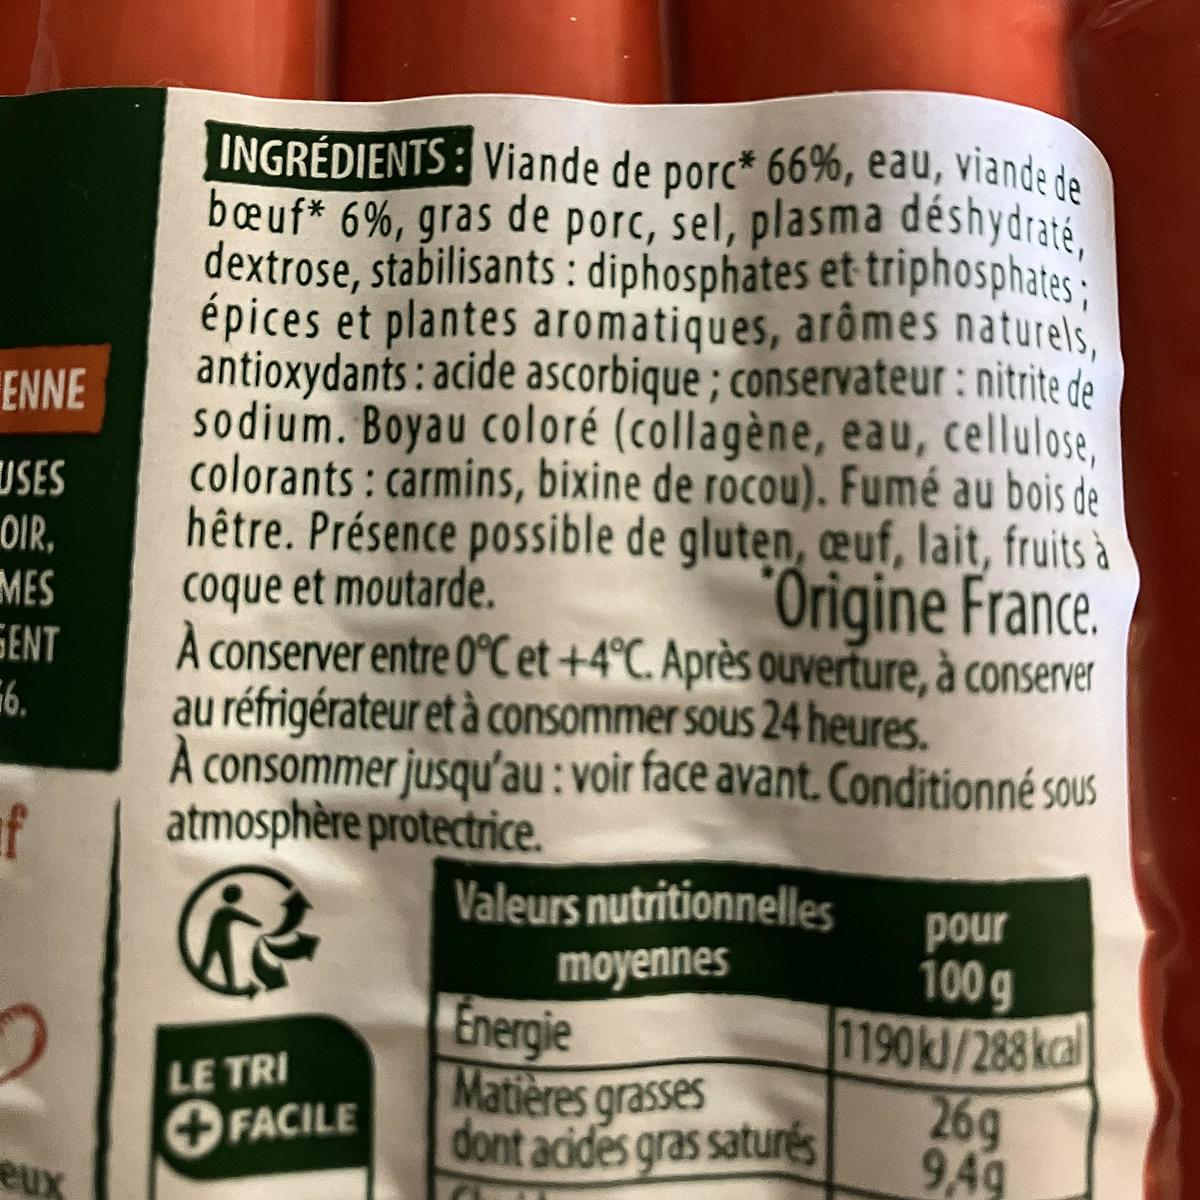 INGRÉDIENTS : Viande de porc* 66%, eau, viande de
bœuf* 6%, gras de porc, sel, plasma déshydraté,
dextrose, stabilisants : diphosphates et triphosphates ;
épices et plantes aromatiques, arômes naturels,
antioxydants : acide ascorbique ; conservateur : nitrite de
sodium. Boyau coloré (collagène, eau, cellulose,
colorants : carmins, bixine de rocou). Fumé au bois de
hêtre. Présence possible de gluten, œuf, lait, fruits à
coque et moutarde.
*Origine France.
À conserver entre 0°C et +4°C. Après ouverture, à conserver
au réfrigérateur et à consommer sous 24 heures.
À consommer jusqu'au : voir face avant. Conditionné sous
atmosphère protectrice.
ENNE
USES
OIR.
MES
GENT
6.
f
eux
LE TRI
+ FACILE
Valeurs nutritionnelles
moyennes
pour
100 g
Énergie
1190 kJ / 288 kcal
Matières grasses
26 g
dont acides gras saturés
9,4 g